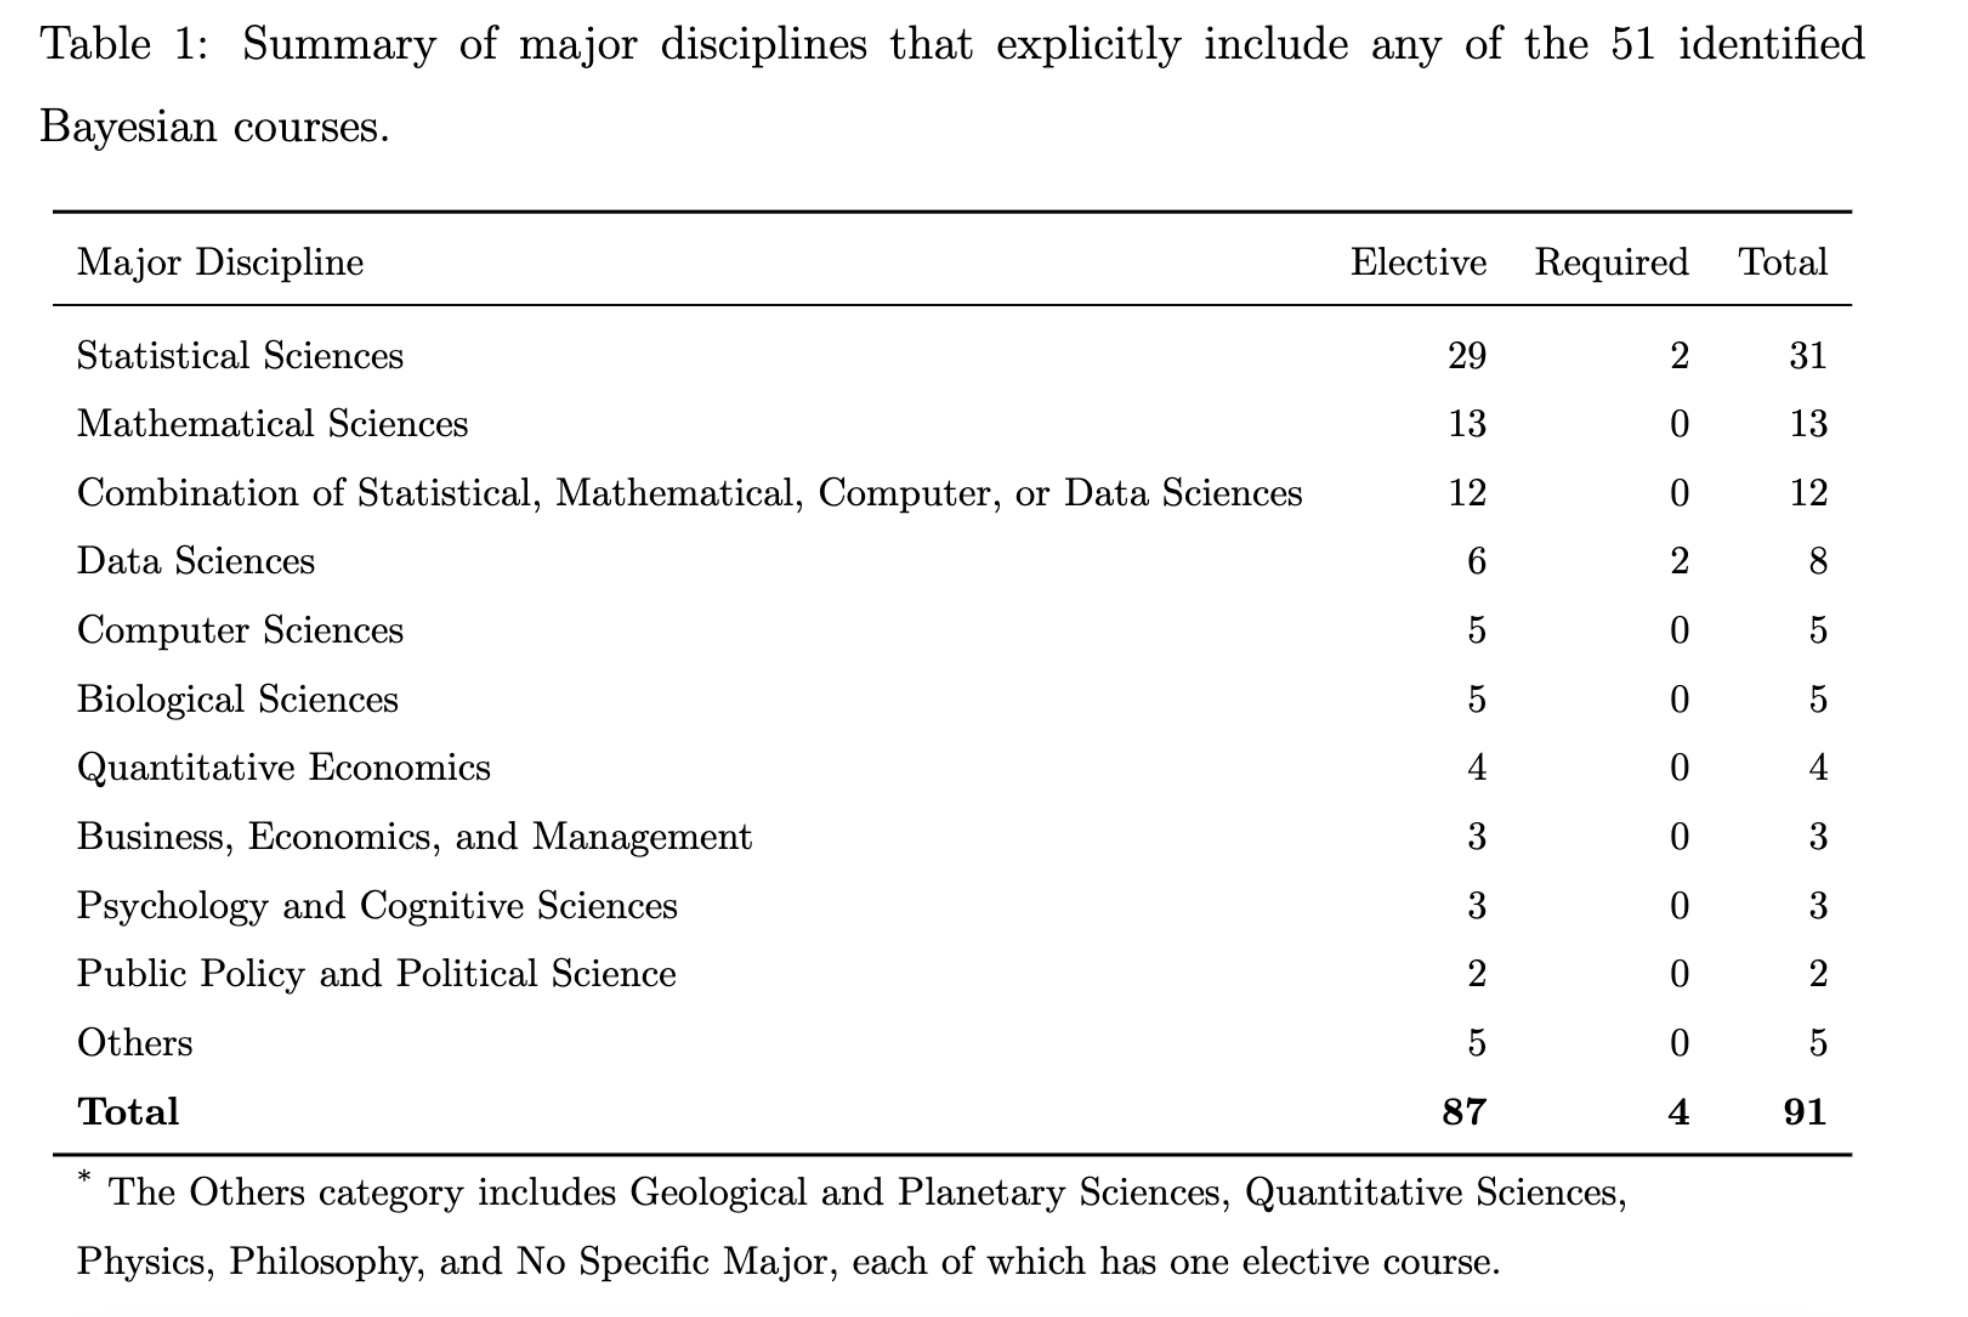 Table 1: Summary of major disciplines that explicitly include any of the 51 identified
Bayesian courses.
Major Discipline Elective Required Total
Statistical Sciences 29 2 31
Mathematical Sciences 13 0 13
Combination of Statistical, Mathematical, Computer, or Data Sciences 12 0 12
Data Sciences 6 2 8
Computer Sciences 5 0 5
Biological Sciences 5 0 5
Quantitative Economics 4 0 4
Business, Economics, and Management 3 0 3
Psychology and Cognitive Sciences 3 0 3
Public Policy and Political Science 2 0 2
Others 5 0 5
Total 87 4 91
* The Others category includes Geological and Planetary Sciences, Quantitative Sciences,
Physics, Philosophy, and No Specific Major, each of which has one elective course.